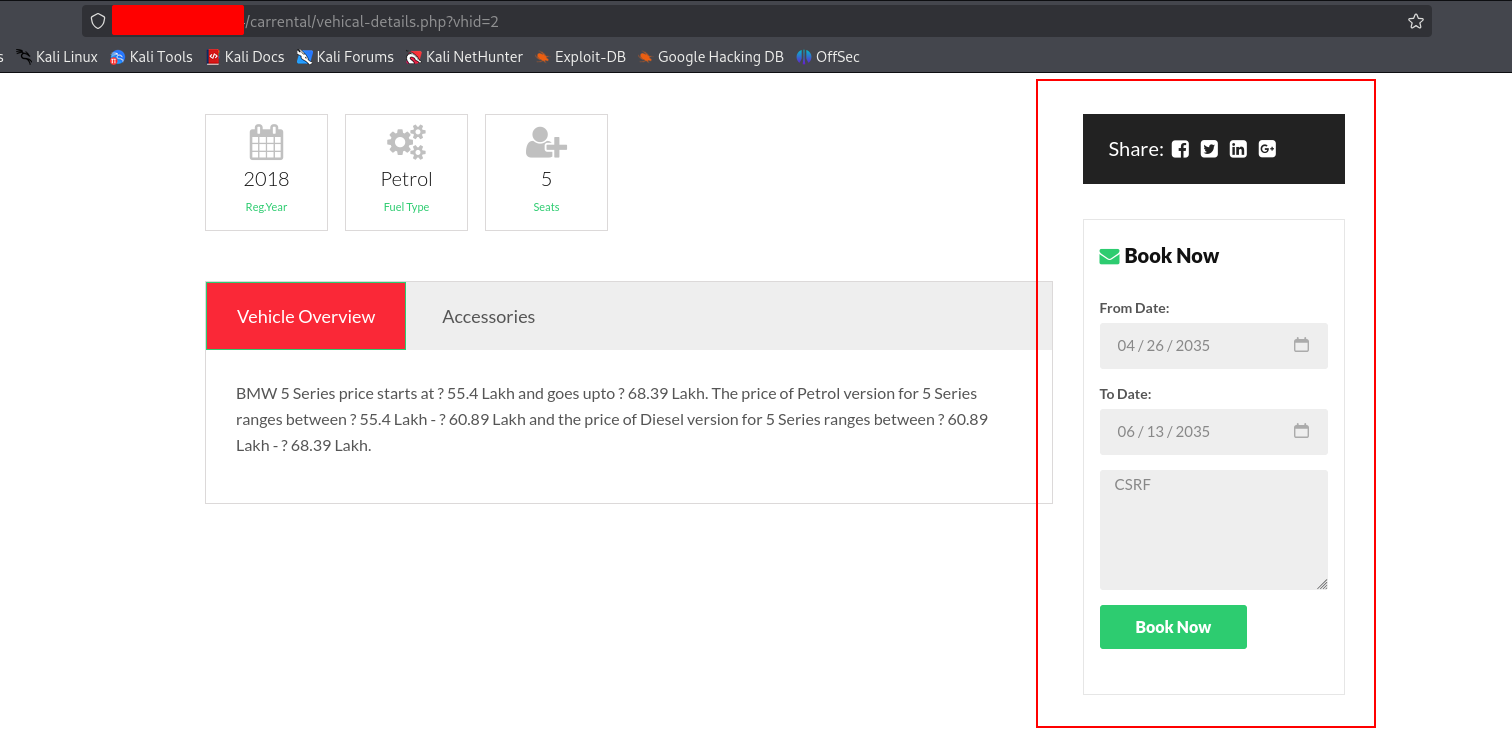 /carrental/vehical-details.php?vhid=2
s Kali Linux Kali Tools Kali Docs Kali Forums Kali NetHunter Exploit-DB Google Hacking DB OffSec
2018 Petrol 5
Reg.Year Fuel Type Seats
Vehicle Overview Accessories
BMW 5 Series price starts at ? 55.4 Lakh and goes upto ? 68.39 Lakh. The price of Petrol version for 5 Series
ranges between ? 55.4 Lakh - ? 60.89 Lakh and the price of Diesel version for 5 Series ranges between ? 60.89
Lakh - ? 68.39 Lakh.
Share:
Book Now
From Date:
04 / 26 / 2035
To Date:
06 / 13 / 2035
CSRF
Book Now